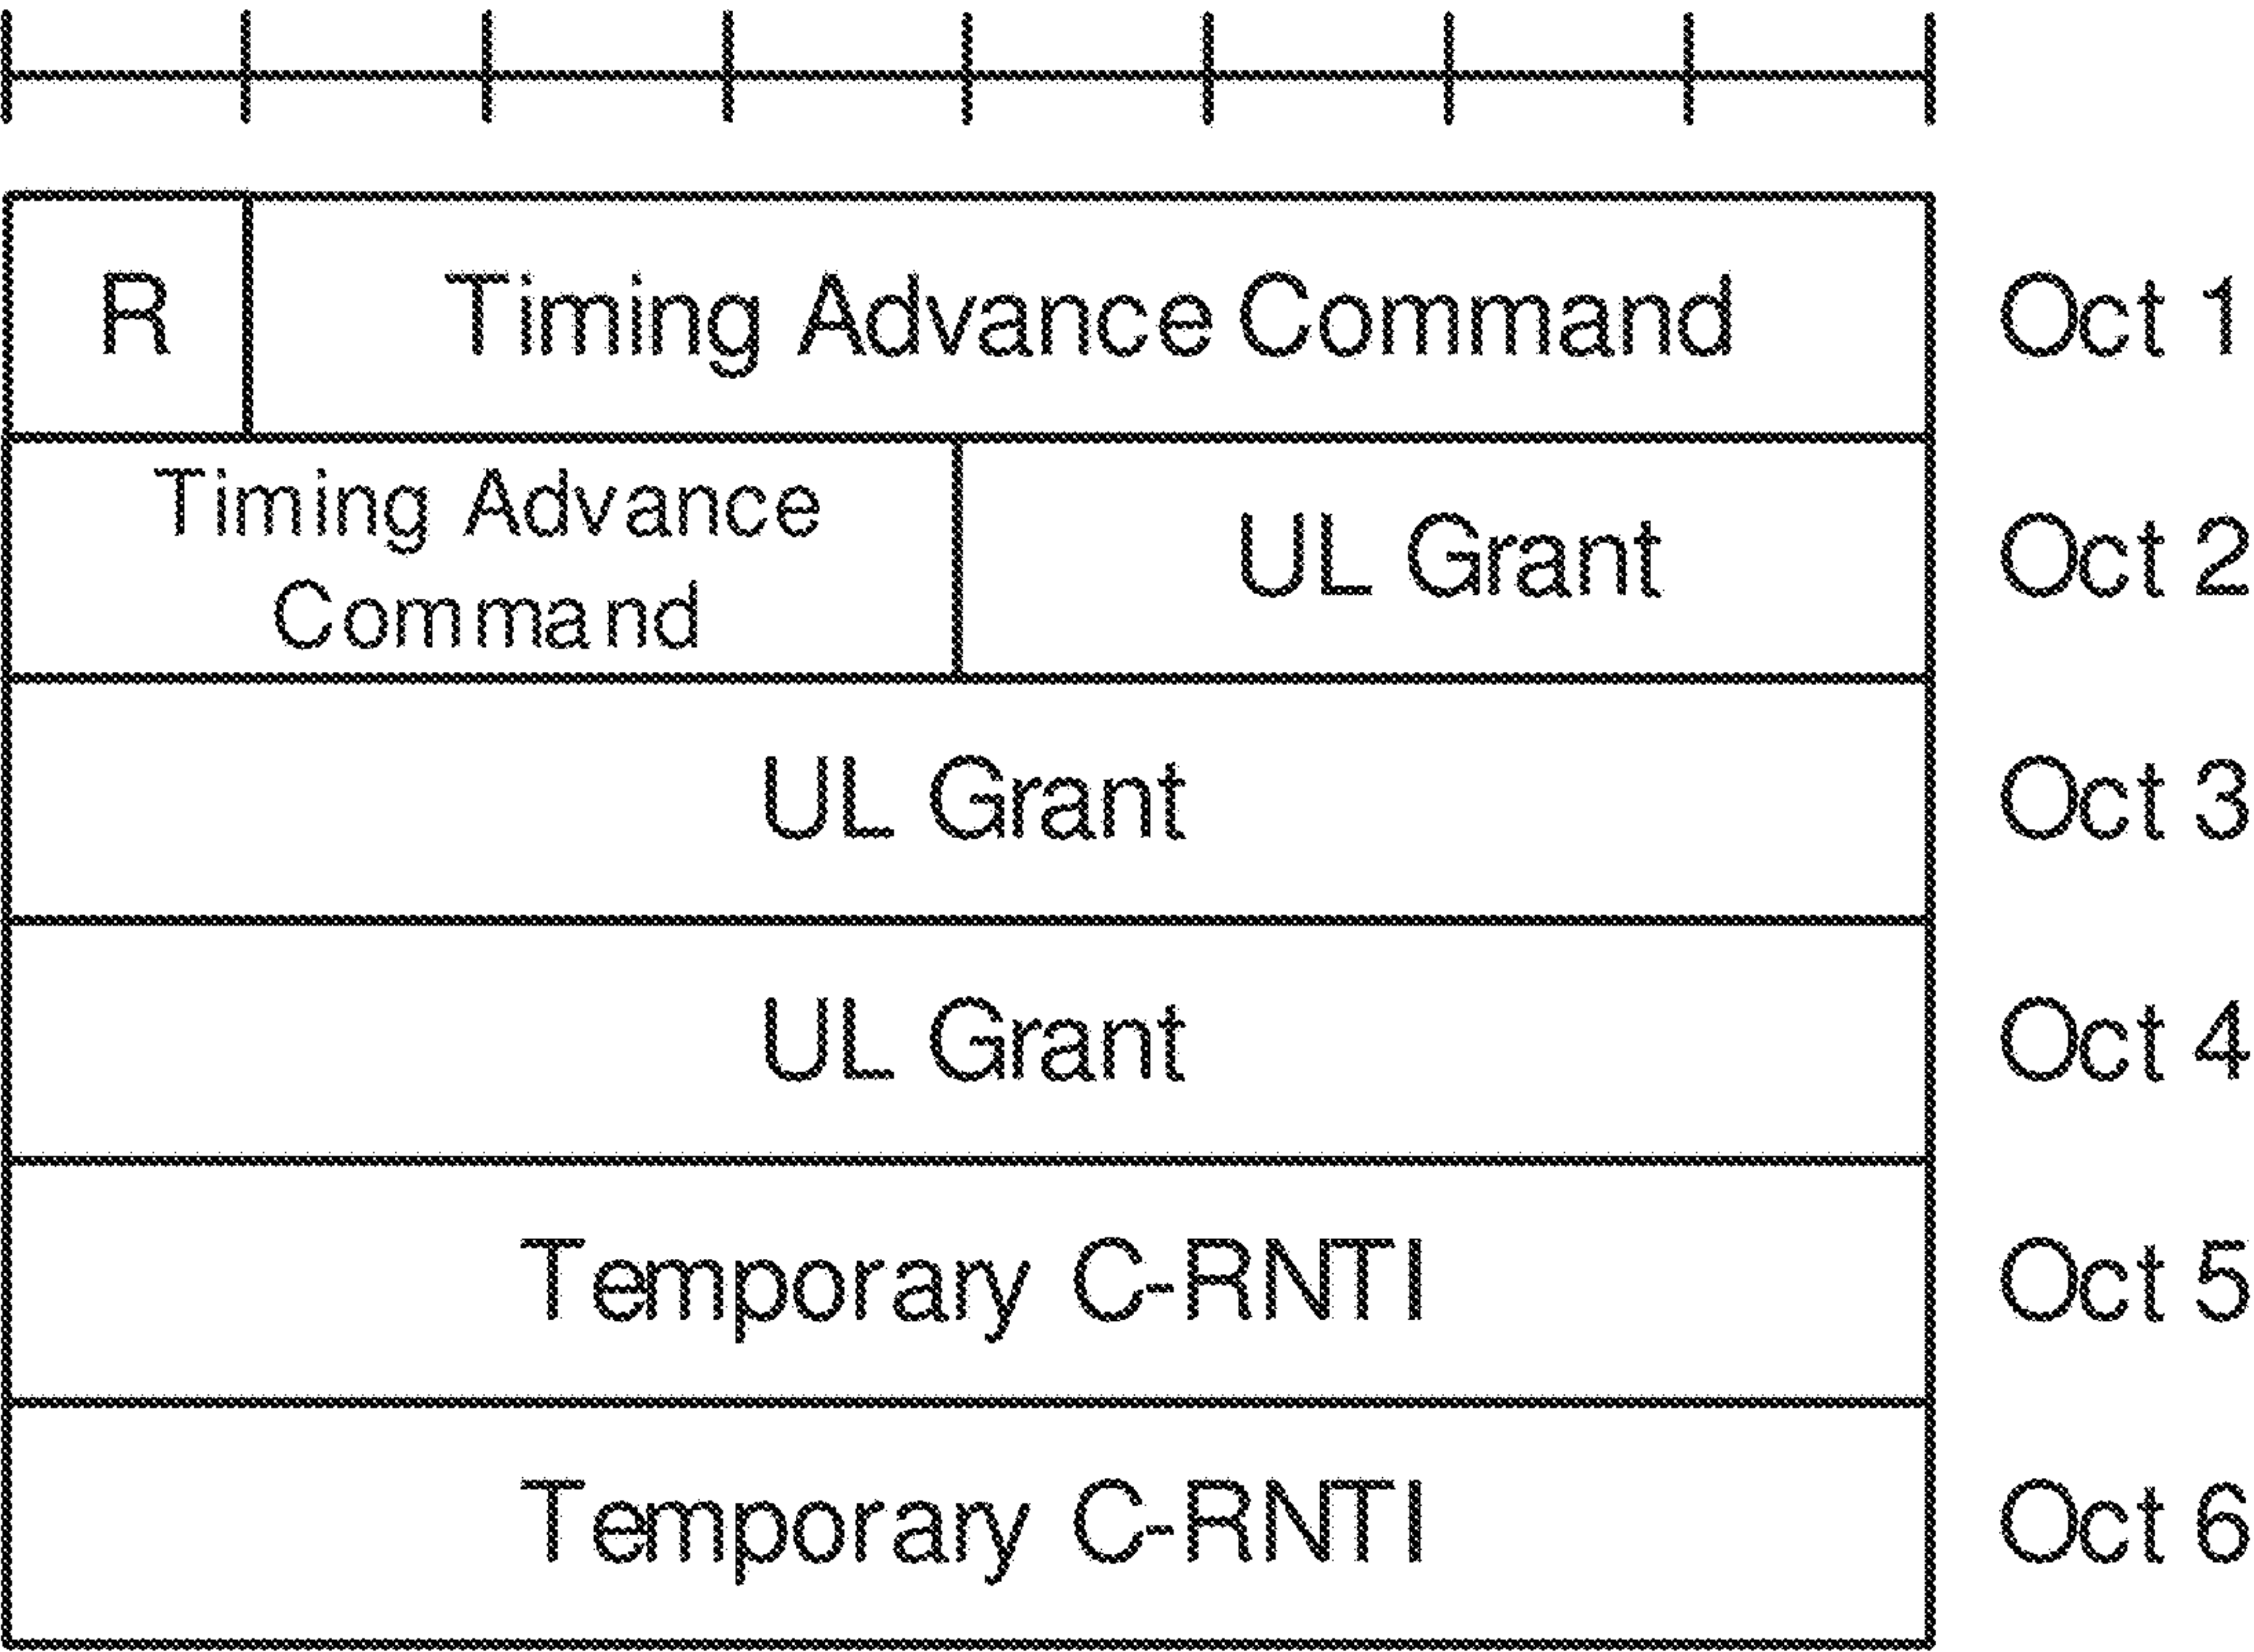 R Timing Advance Command Oct 1
Timing Advance
Command
UL Grant Oct 2
UL Grant Oct 3
UL Grant Oct 4
Temporary C-RNTI Oct 5
Temporary C-RNTI Oct 6